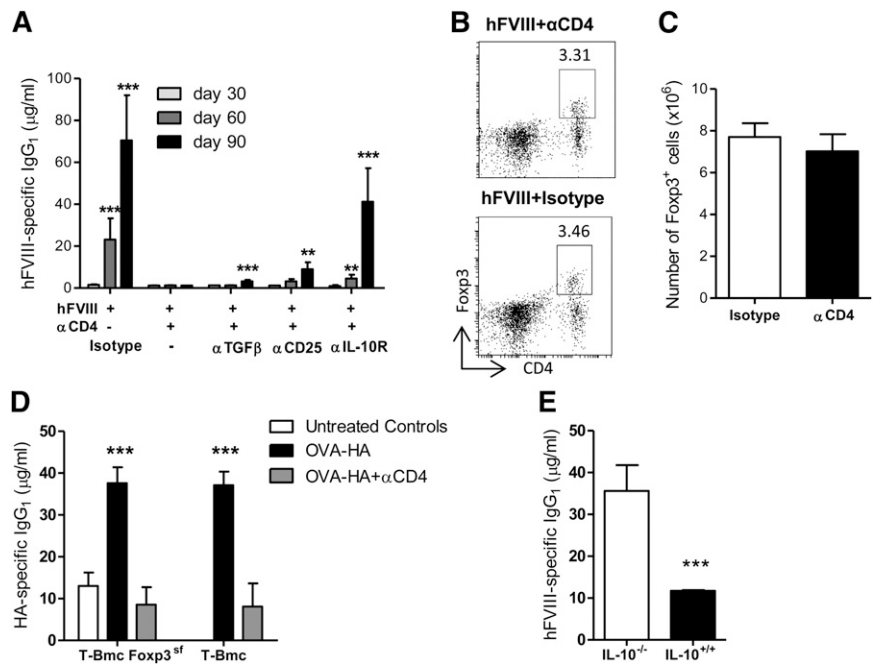 A
hFVIII-specific IgG1 (μg/ml)
100
80
60
40
20
0
day 30
day 60
day 90
*** ***
*** ** ** ***
hFVIII + + + + +
αCD4 - + + + +
Isotype - αTGFβ αCD25 αIL-10R
B
hFVIII+αCD4
3.31
hFVIII+Isotype
3.46
Foxp3
CD4
C
Number of Foxp3+ cells (x10^6)
10
8
6
4
2
0
Isotype αCD4
D
HA-specific IgG1 (μg/ml)
50
40
30
20
10
0
*** ***
Untreated Controls
OVA-HA
OVA-HA+αCD4
T-Bmc Foxp3^sf T-Bmc
E
hFVIII-specific IgG1 (μg/ml)
50
40
30
20
10
0
***
IL-10-/- IL-10+/+